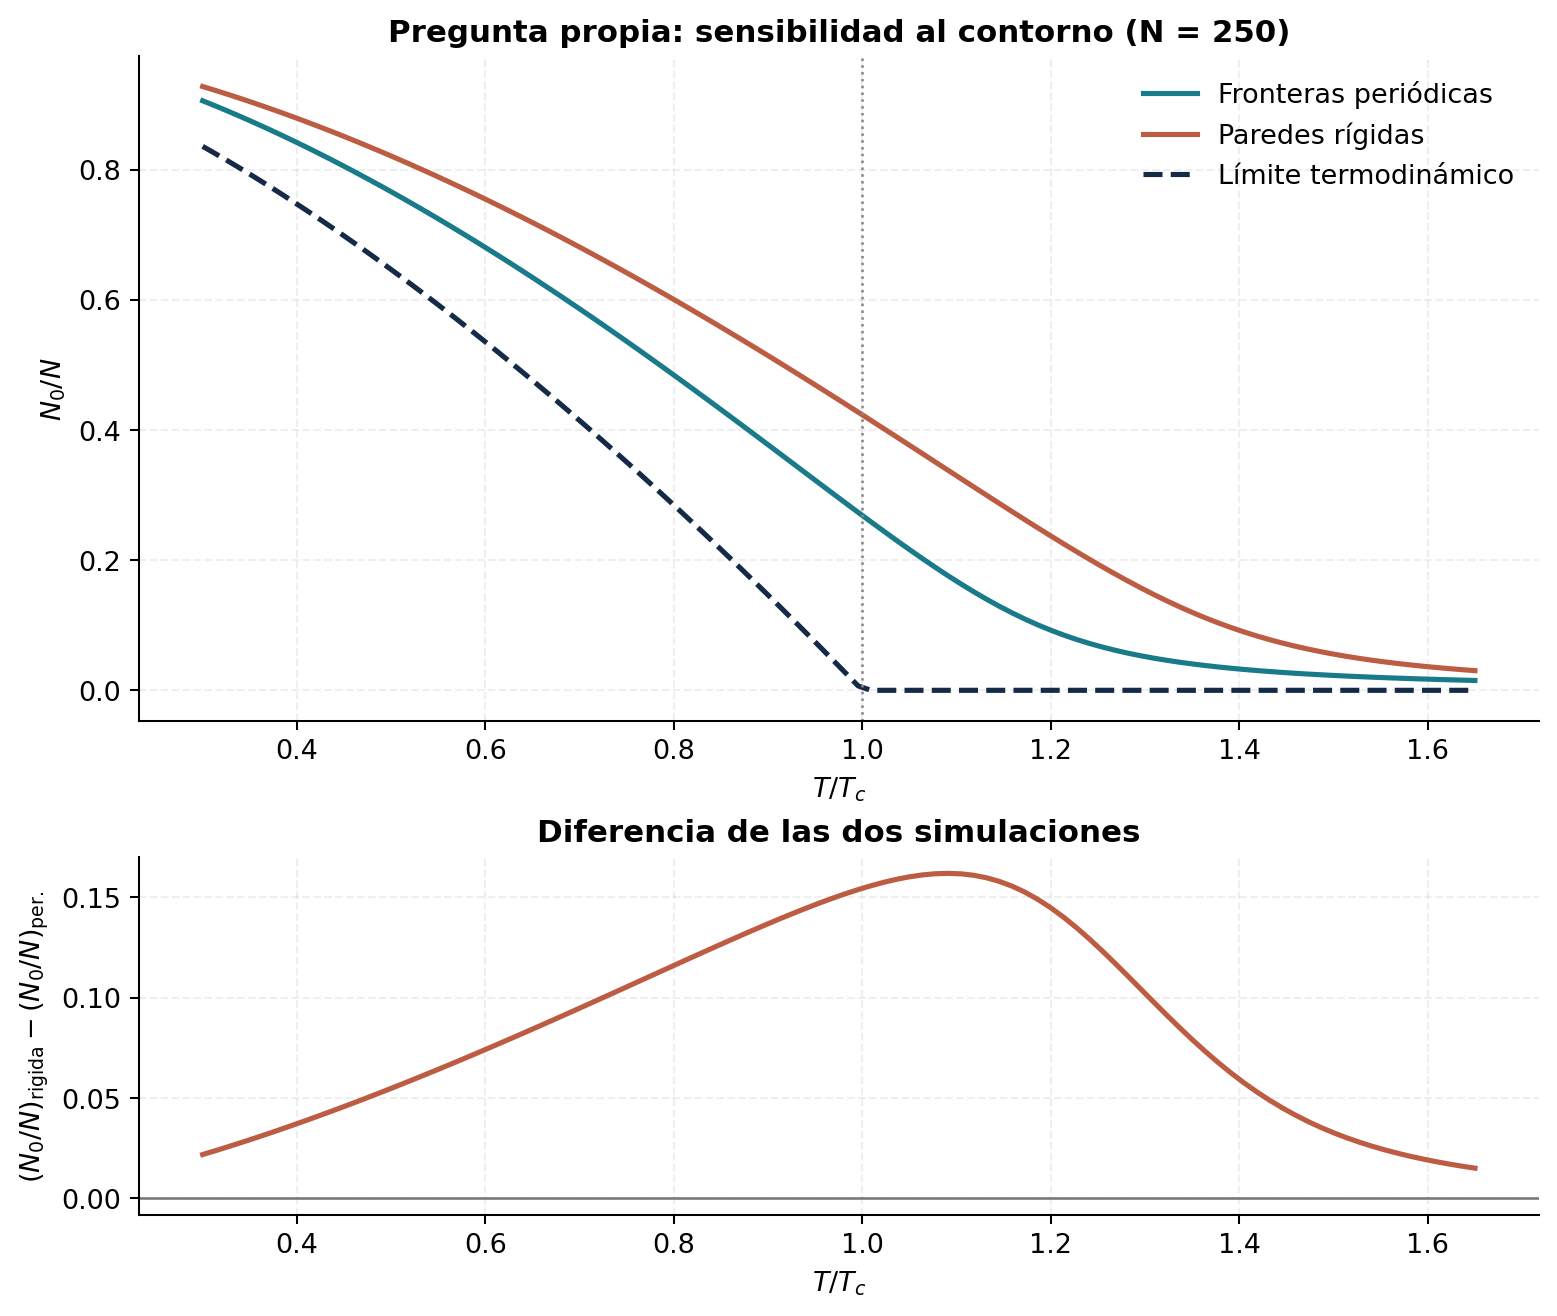 Pregunta propia: sensibilidad al contorno (N = 250)
Fronteras periódicas
Paredes rígidas
Límite termodinámico
N₀/N
0.8
0.6
0.4
0.2
0.0
0.4 0.6 0.8 1.0 1.2 1.4 1.6
T/T_c
Diferencia de las dos simulaciones
(N₀/N)rigida − (N₀/N)per.
0.15
0.10
0.05
0.00
0.4 0.6 0.8 1.0 1.2 1.4 1.6
T/T_c